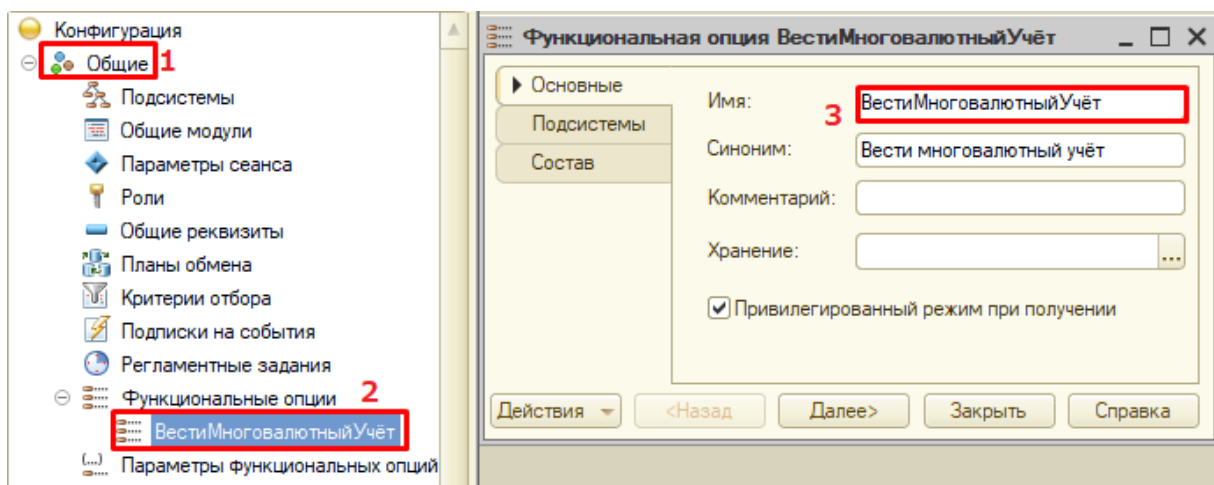 Конфигурация
Общие 1
Подсистемы
Общие модули
Параметры сеанса
Роли
Общие реквизиты
Планы обмена
Критерии отбора
Подписки на события
Регламентные задания
Функциональные опции 2
ВестиМноговалютныйУчёт
(...) Параметры функциональных опций
Функциональная опция ВестиМноговалютныйУчёт
Основные
Подсистемы
Состав
Имя: 3 ВестиМноговалютныйУчёт
Синоним: Вести многовалютный учёт
Комментарий:
Хранение: ...
Привилегированный режим при получении
Действия <Назад Далее> Закрыть Справка